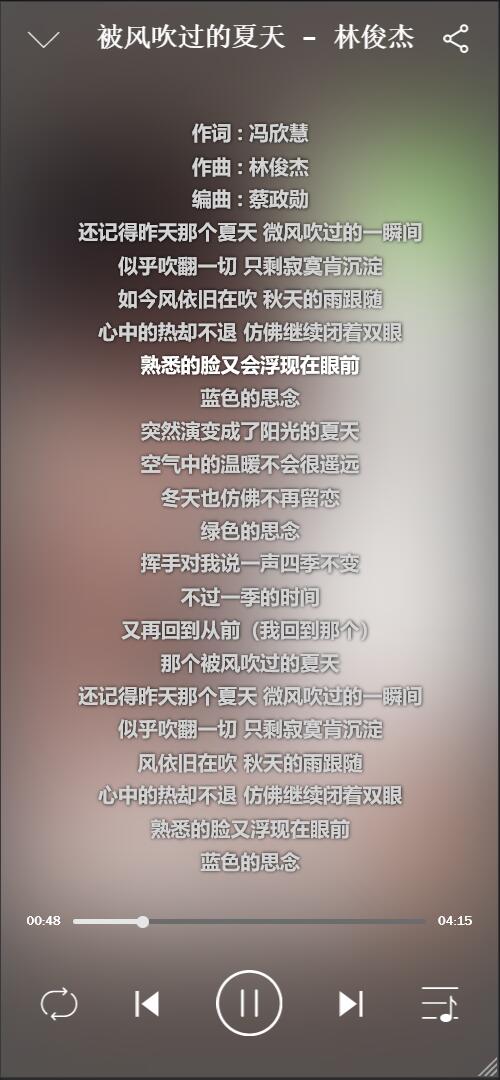 被风吹过的夏天 - 林俊杰
作词：冯欣慧
作曲：林俊杰
编曲：蔡政勋
还记得昨天那个夏天 微风吹过的一瞬间
似乎吹翻一切 只剩寂寞肯沉淀
如今风依旧在吹 秋天的雨跟随
心中的热却不退 仿佛继续闭着双眼
熟悉的脸又会浮现在眼前
蓝色的思念
突然演变成了阳光的夏天
空气中的温暖不会很遥远
冬天也仿佛不再留恋
绿色的思念
挥手对我说一声四季不变
不过一季的时间
又再回到从前（我回到那个）
那个被风吹过的夏天
还记得昨天那个夏天 微风吹过的一瞬间
似乎吹翻一切 只剩寂寞肯沉淀
风依旧在吹 秋天的雨跟随
心中的热却不退 仿佛继续闭着双眼
熟悉的脸又浮现在眼前
蓝色的思念
00:48 04:15